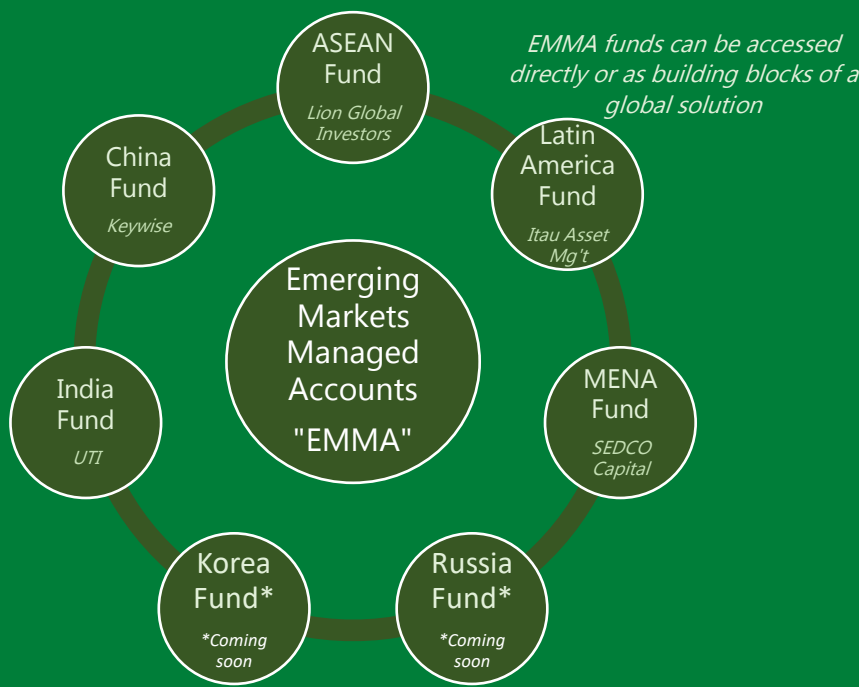 EMMA funds can be accessed
directly or as building blocks of a
global solution
ASEAN
Fund
Lion Global
Investors
Latin
America
Fund
Itau Asset
Mg't
MENA
Fund
SEDCO
Capital
Russia
Fund*
*Coming
soon
Korea
Fund*
*Coming
soon
India
Fund
UTI
China
Fund
Keywise
Emerging
Markets
Managed
Accounts
"EMMA"